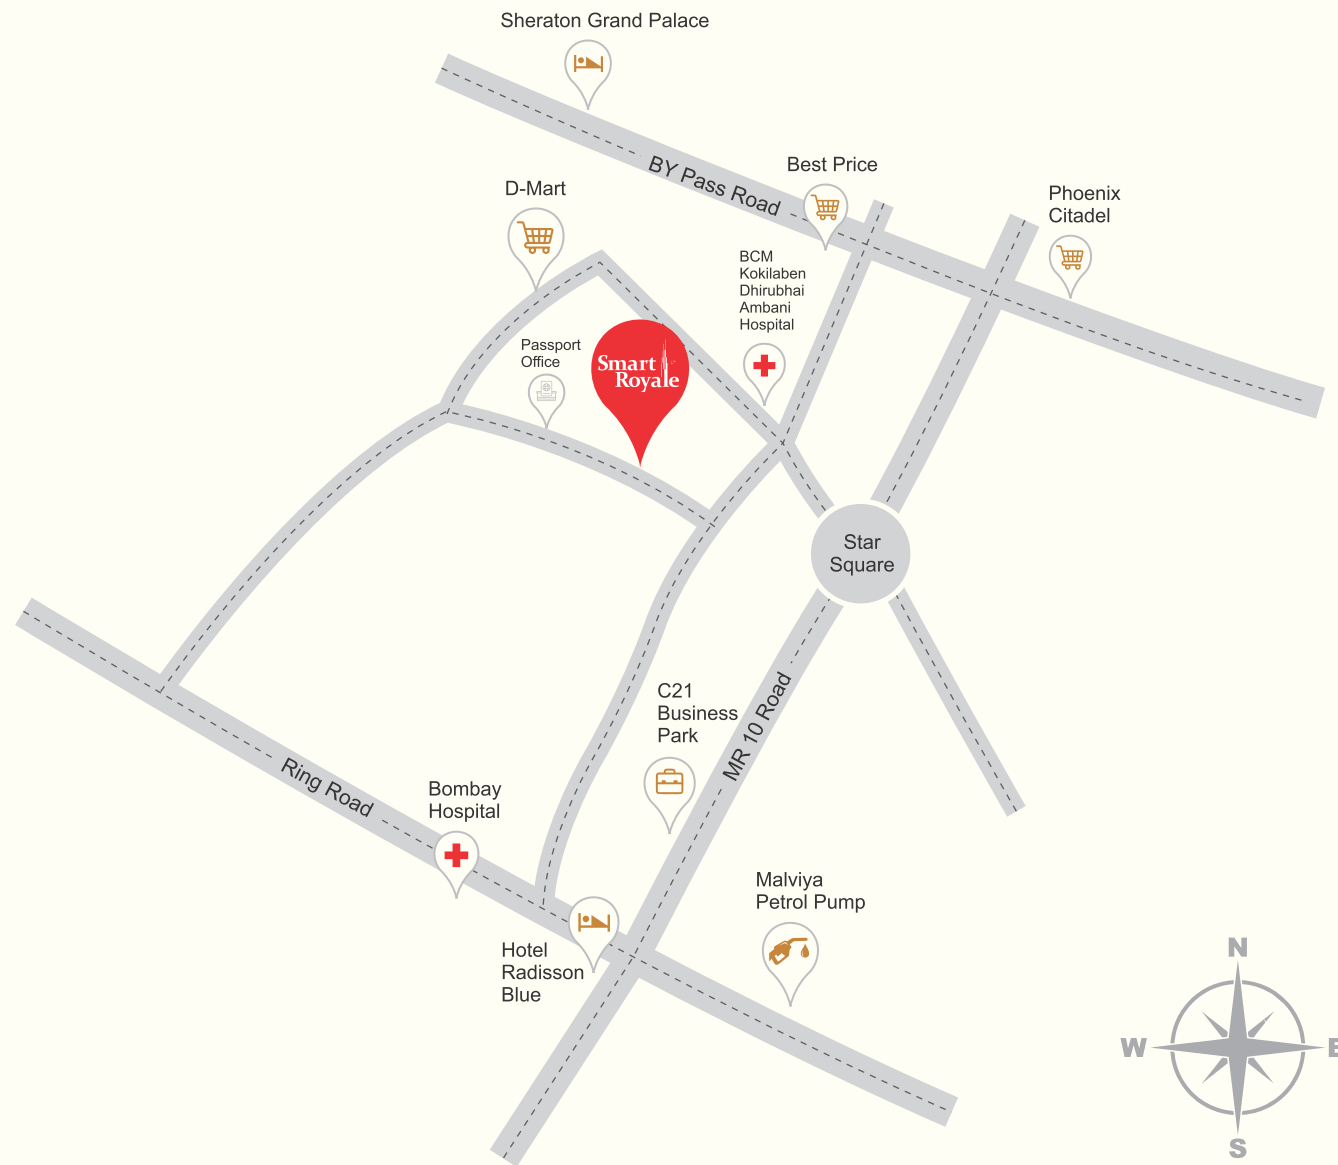 Sheraton Grand Palace
BY Pass Road
Best Price
D-Mart
Phoenix
Citadel
BCM
Kokilaben
Dhirubhai
Ambani
Hospital
Passport
Office
Smart
Royale
Star
Square
C21
Business
Park
MR 10 Road
Ring Road
Bombay
Hospital
Malviya
Petrol Pump
Hotel
Radisson
Blue
N
W
E
S